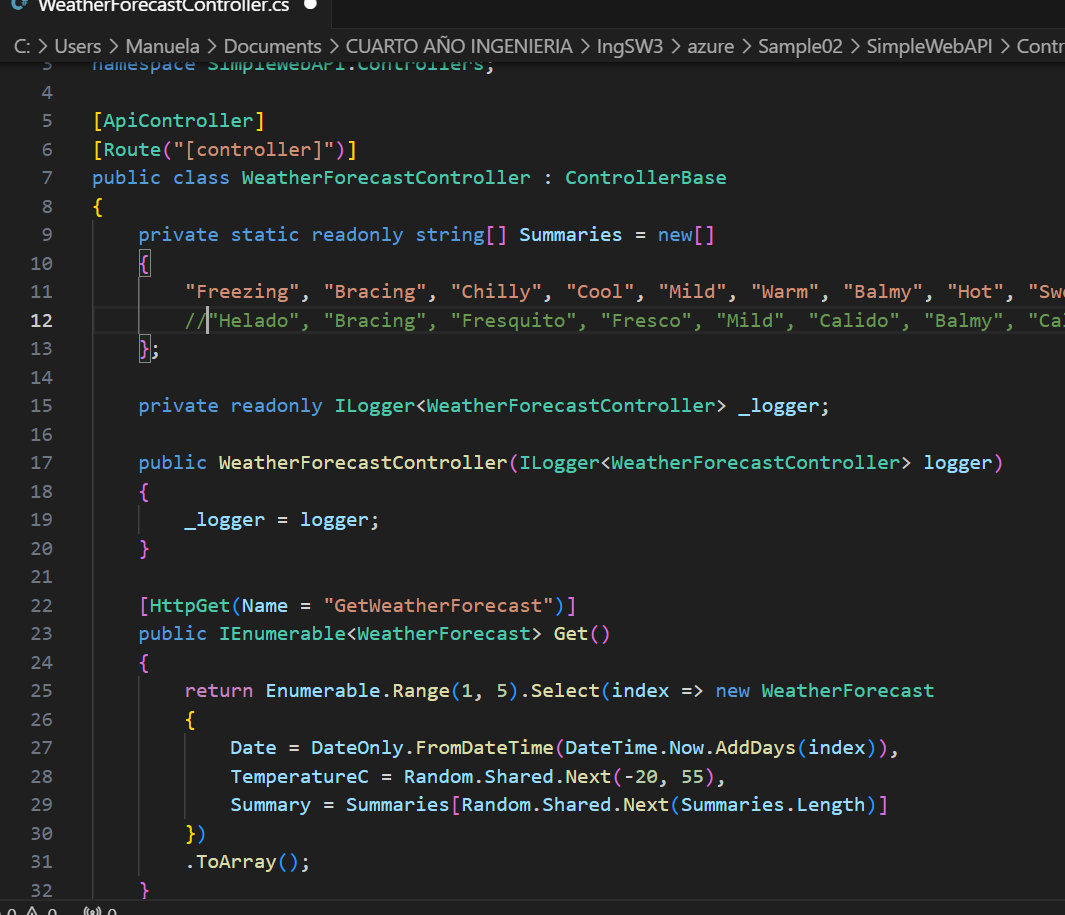 WeatherForecastController.cs
C: > Users > Manuela > Documents > CUARTO AÑO INGENIERIA > IngSW3 > azure > Sample02 > SimpleWebAPI > Contr
3 namespace SimpleWebAPI.Controllers;
4
5 [ApiController]
6 [Route("[controller]")]
7 public class WeatherForecastController : ControllerBase
8 {
9 private static readonly string[] Summaries = new[]
10 {
11 "Freezing", "Bracing", "Chilly", "Cool", "Mild", "Warm", "Balmy", "Hot", "Sw
12 //"Helado", "Bracing", "Fresquito", "Fresco", "Mild", "Calido", "Balmy", "Ca
13 };
14
15 private readonly ILogger<WeatherForecastController> _logger;
16
17 public WeatherForecastController(ILogger<WeatherForecastController> logger)
18 {
19 _logger = logger;
20 }
21
22 [HttpGet(Name = "GetWeatherForecast")]
23 public IEnumerable<WeatherForecast> Get()
24 {
25 return Enumerable.Range(1, 5).Select(index => new WeatherForecast
26 {
27 Date = DateOnly.FromDateTime(DateTime.Now.AddDays(index)),
28 TemperatureC = Random.Shared.Next(-20, 55),
29 Summary = Summaries[Random.Shared.Next(Summaries.Length)]
30 })
31 .ToArray();
32 }
0 0 0